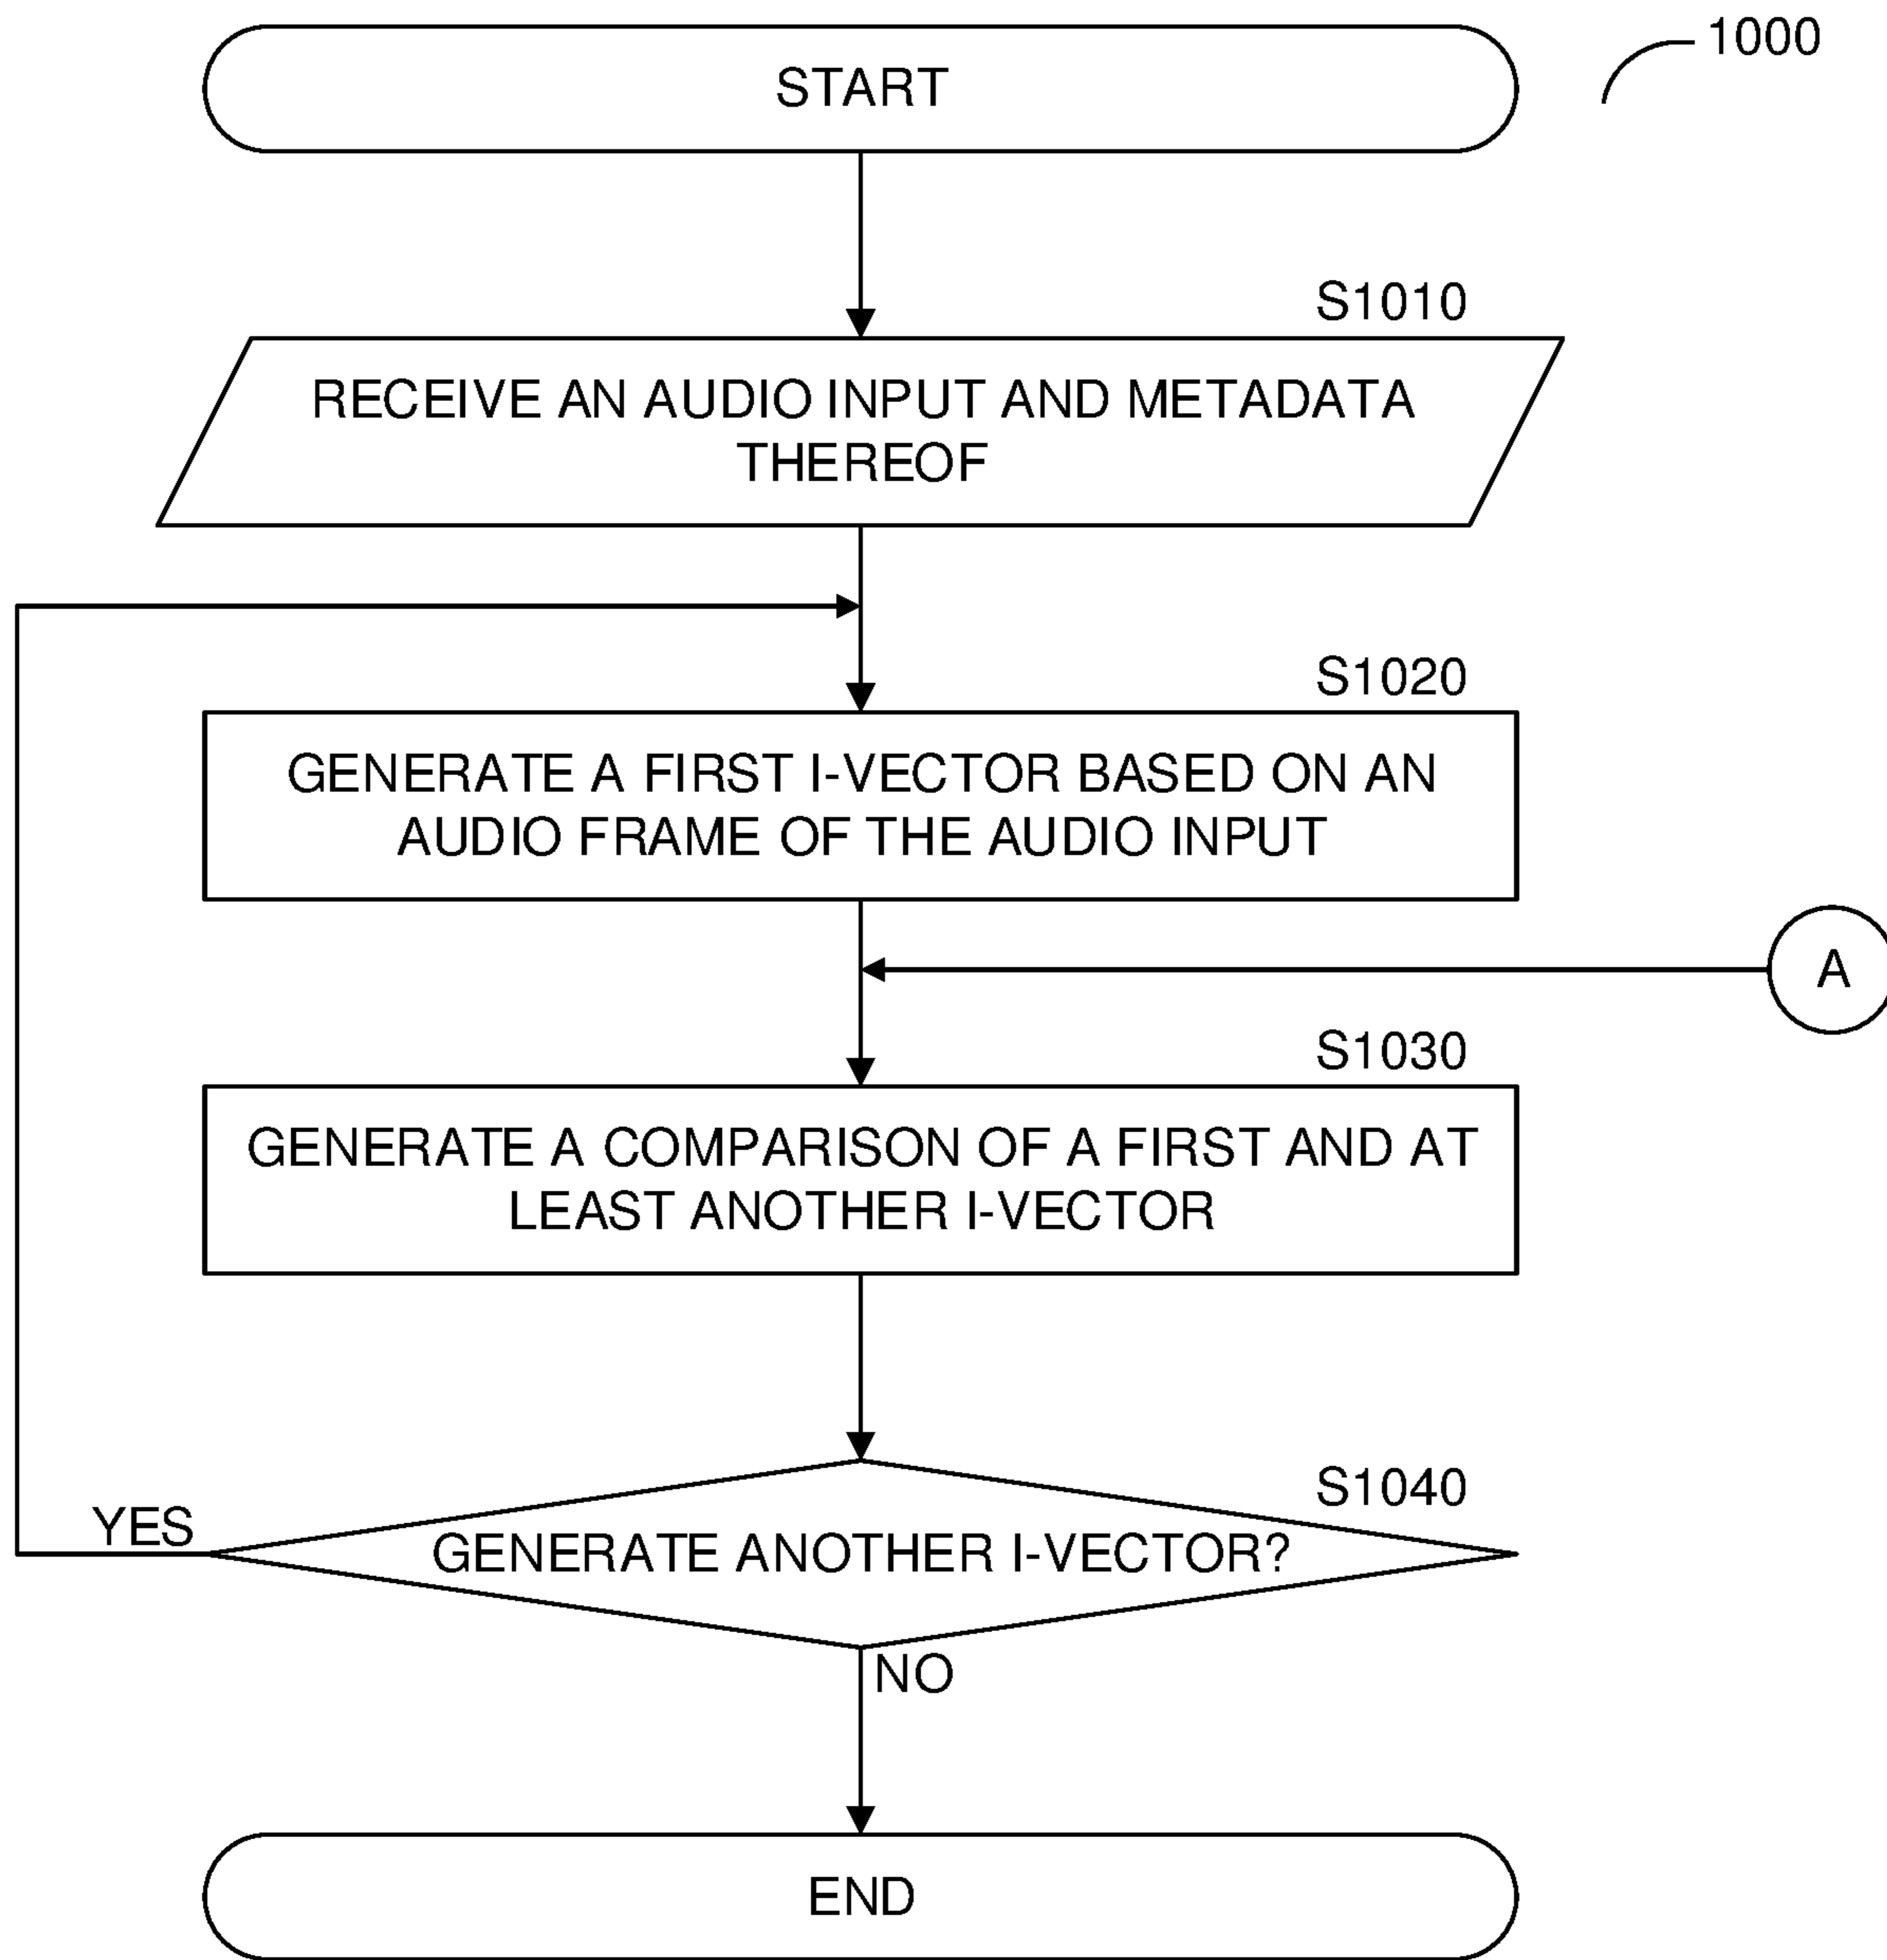 START
1000
S1010
RECEIVE AN AUDIO INPUT AND METADATA
THEREOF
S1020
GENERATE A FIRST I-VECTOR BASED ON AN
AUDIO FRAME OF THE AUDIO INPUT
A
S1030
GENERATE A COMPARISON OF A FIRST AND AT
LEAST ANOTHER I-VECTOR
S1040
YES
GENERATE ANOTHER I-VECTOR?
NO
END